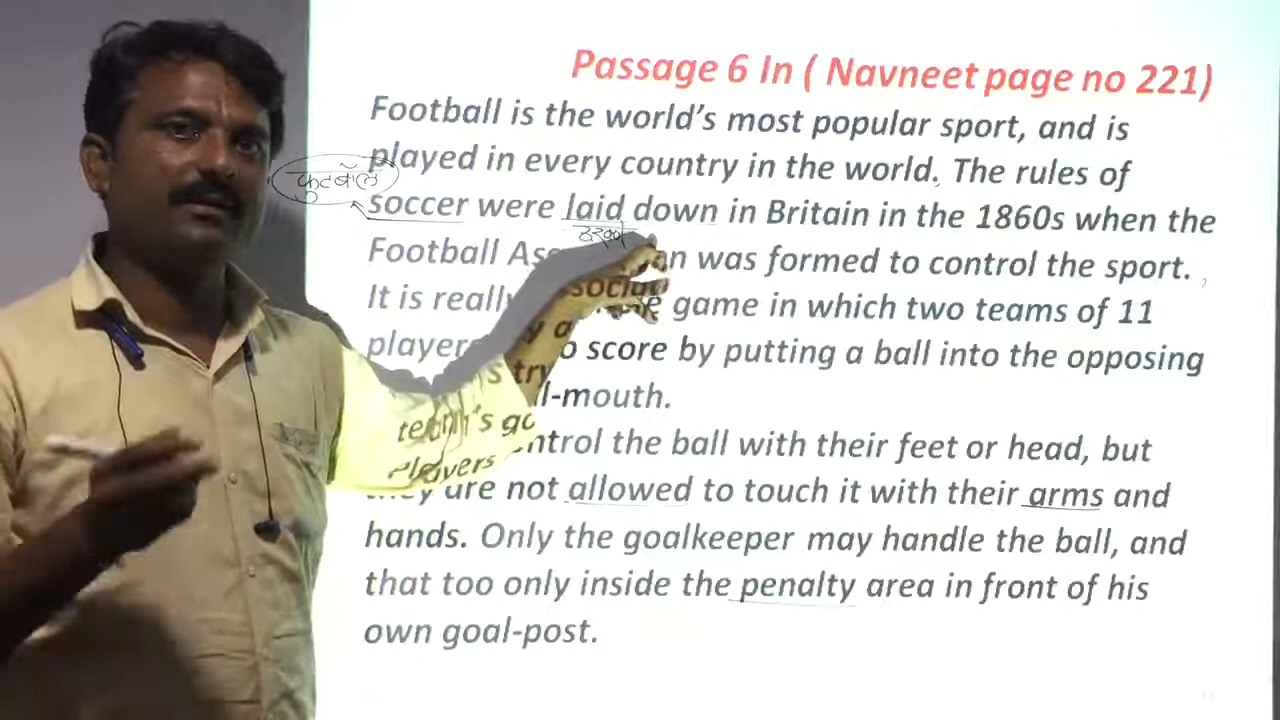 Passage 6 In ( Navneet page no 221)
Football is the world's most popular sport, and is
played in every country in the world. The rules of
फुटबॉल
soccer were laid down in Britain in the 1860s when the
Football Association was formed to control the sport.
It is really a game in which two teams of 11
players try to score by putting a ball into the opposing
team's goal-mouth.
Players control the ball with their feet or head, but
they are not allowed to touch it with their arms and
hands. Only the goalkeeper may handle the ball, and
that too only inside the penalty area in front of his
own goal-post.